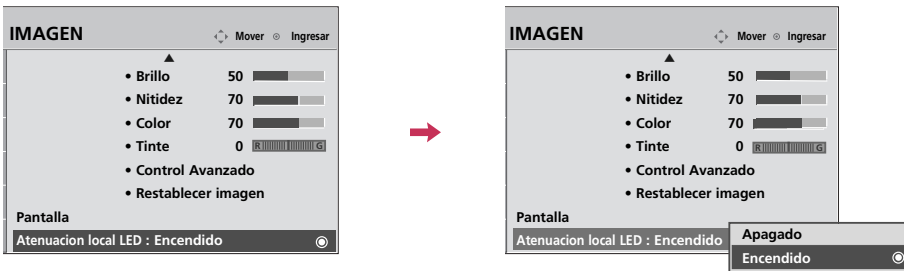 IMAGEN
Mover
Ingresar
• Brillo 50
• Nitidez 70
• Color 70
• Tinte 0 R G
• Control Avanzado
• Restablecer imagen
Pantalla
Atenuacion local LED : Encendido
IMAGEN
Mover
Ingresar
• Brillo 50
• Nitidez 70
• Color 70
• Tinte 0 R G
• Control Avanzado
• Restablecer imagen
Pantalla
Atenuacion local LED : Encendido
Apagado
Encendido